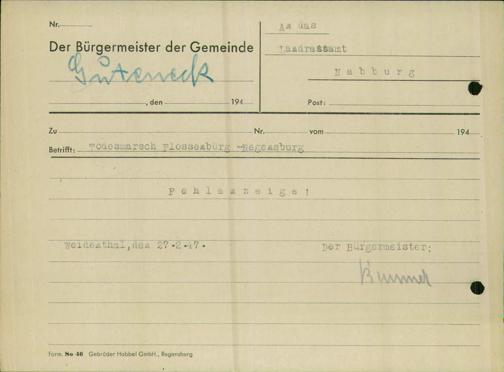 Nr.
Der Bürgermeister der Gemeinde
Guteneck
, den 194
An das
Landratsamt
Nabburg
Post:
Zu Nr. vom 194
Betrifft: Todesmarsch Flossenbürg -Regensburg
Fehlanzeige!
Weidenthal,den 27.2.47.
Der Bürgermeister:
Form. No 46 Gebrüder Habbel GmbH., Regensburg